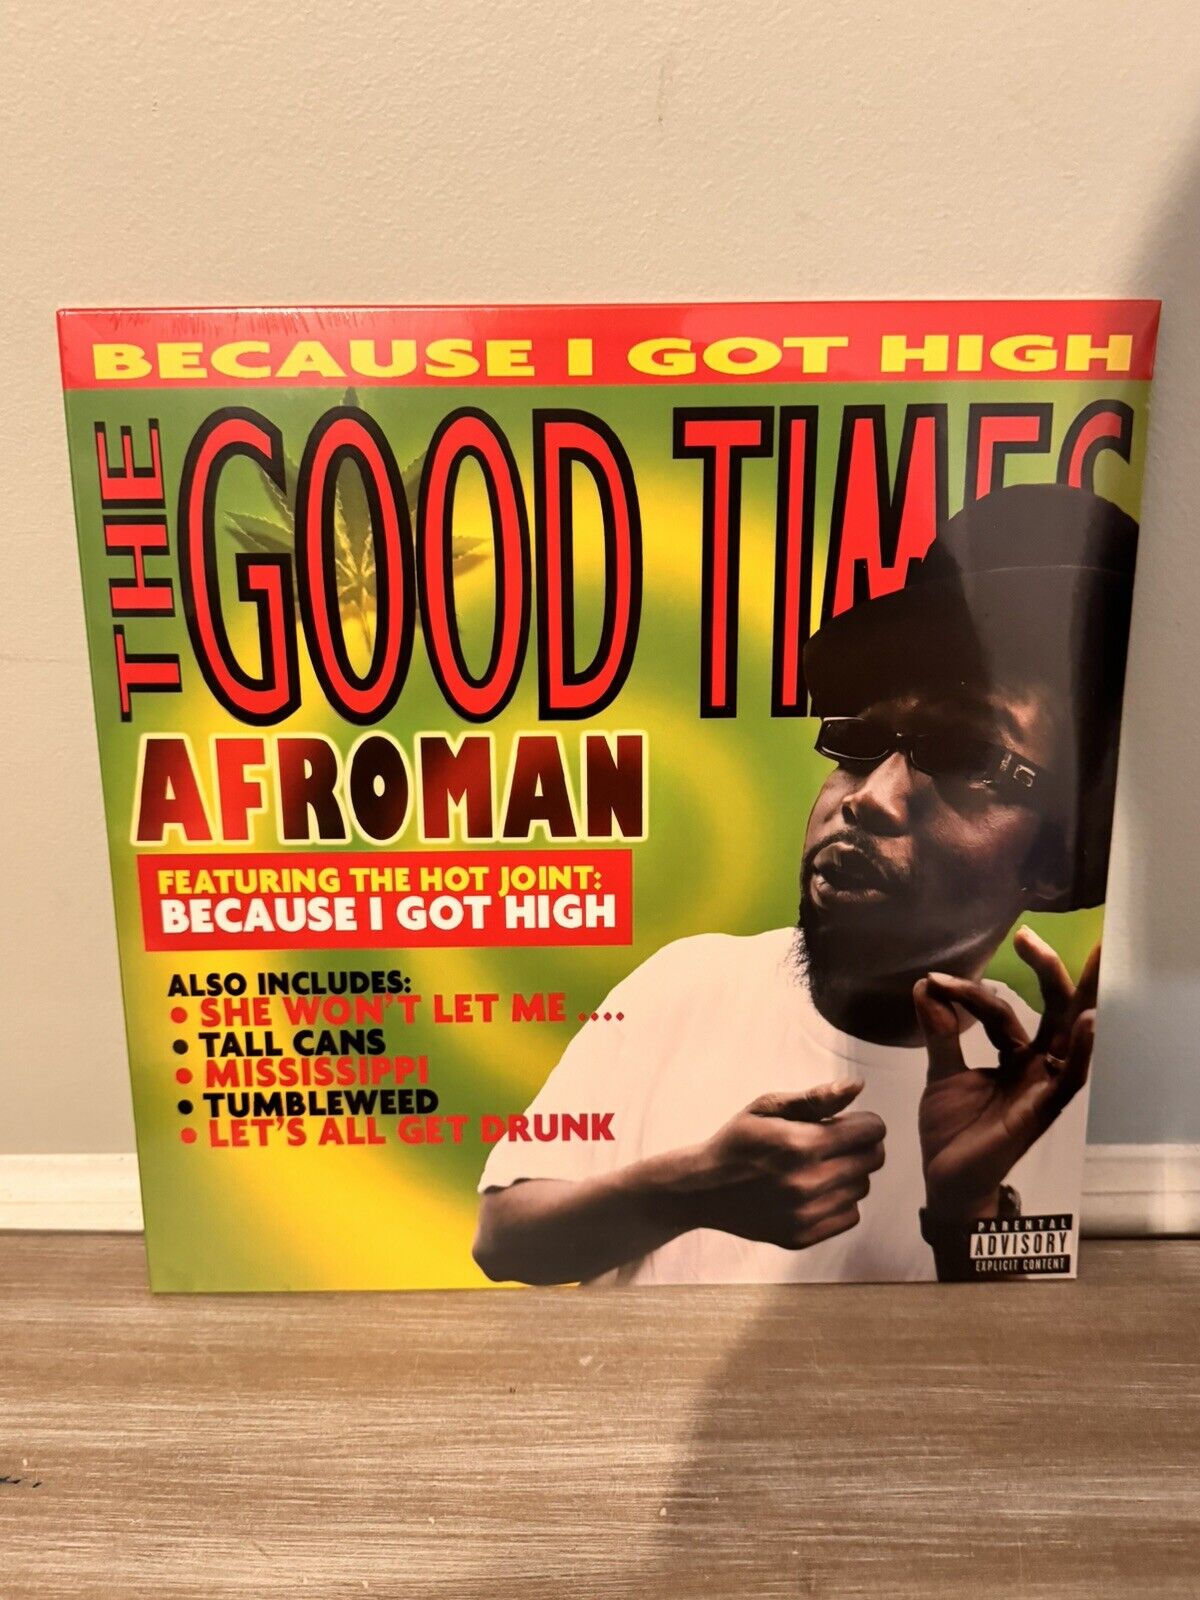 BECAUSE I GOT HIGH
THE GOOD TIMES
AFROMAN
FEATURING THE HOT JOINT:
BECAUSE I GOT HIGH
ALSO INCLUDES:
• SHE WON'T LET ME ....
• TALL CANS
• MISSISSIPPI
• TUMBLEWEED
• LET'S ALL GET DRUNK
PARENTAL
ADVISORY
EXPLICIT CONTENT